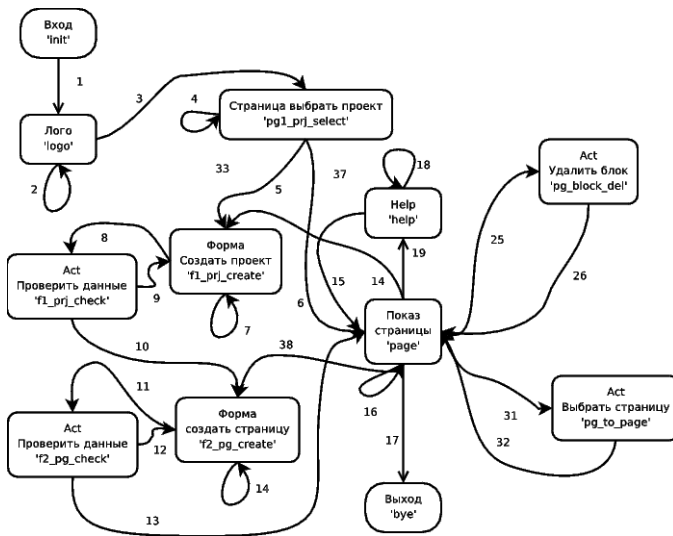 Вход
'init'
1
3
4
Страница выбрать проект
'pg1_prj_select'
Лого
'logo'
2
33
5
37
18
Act
Удалить блок
'pg_block_del'
Help
'help'
8
Форма
Создать проект
'f1_prj_create'
19
25
26
Act
Проверить данные
'f1_prj_check'
9
15
14
7
6
Показ
страницы
'page'
10
38
11
16
31
Act
Выбрать страницу
'pg_to_page'
Форма
создать страницу
'f2_pg_create'
Act
Проверить данные
'f2_pg_check'
12
17
32
14
13
Выход
'bye'